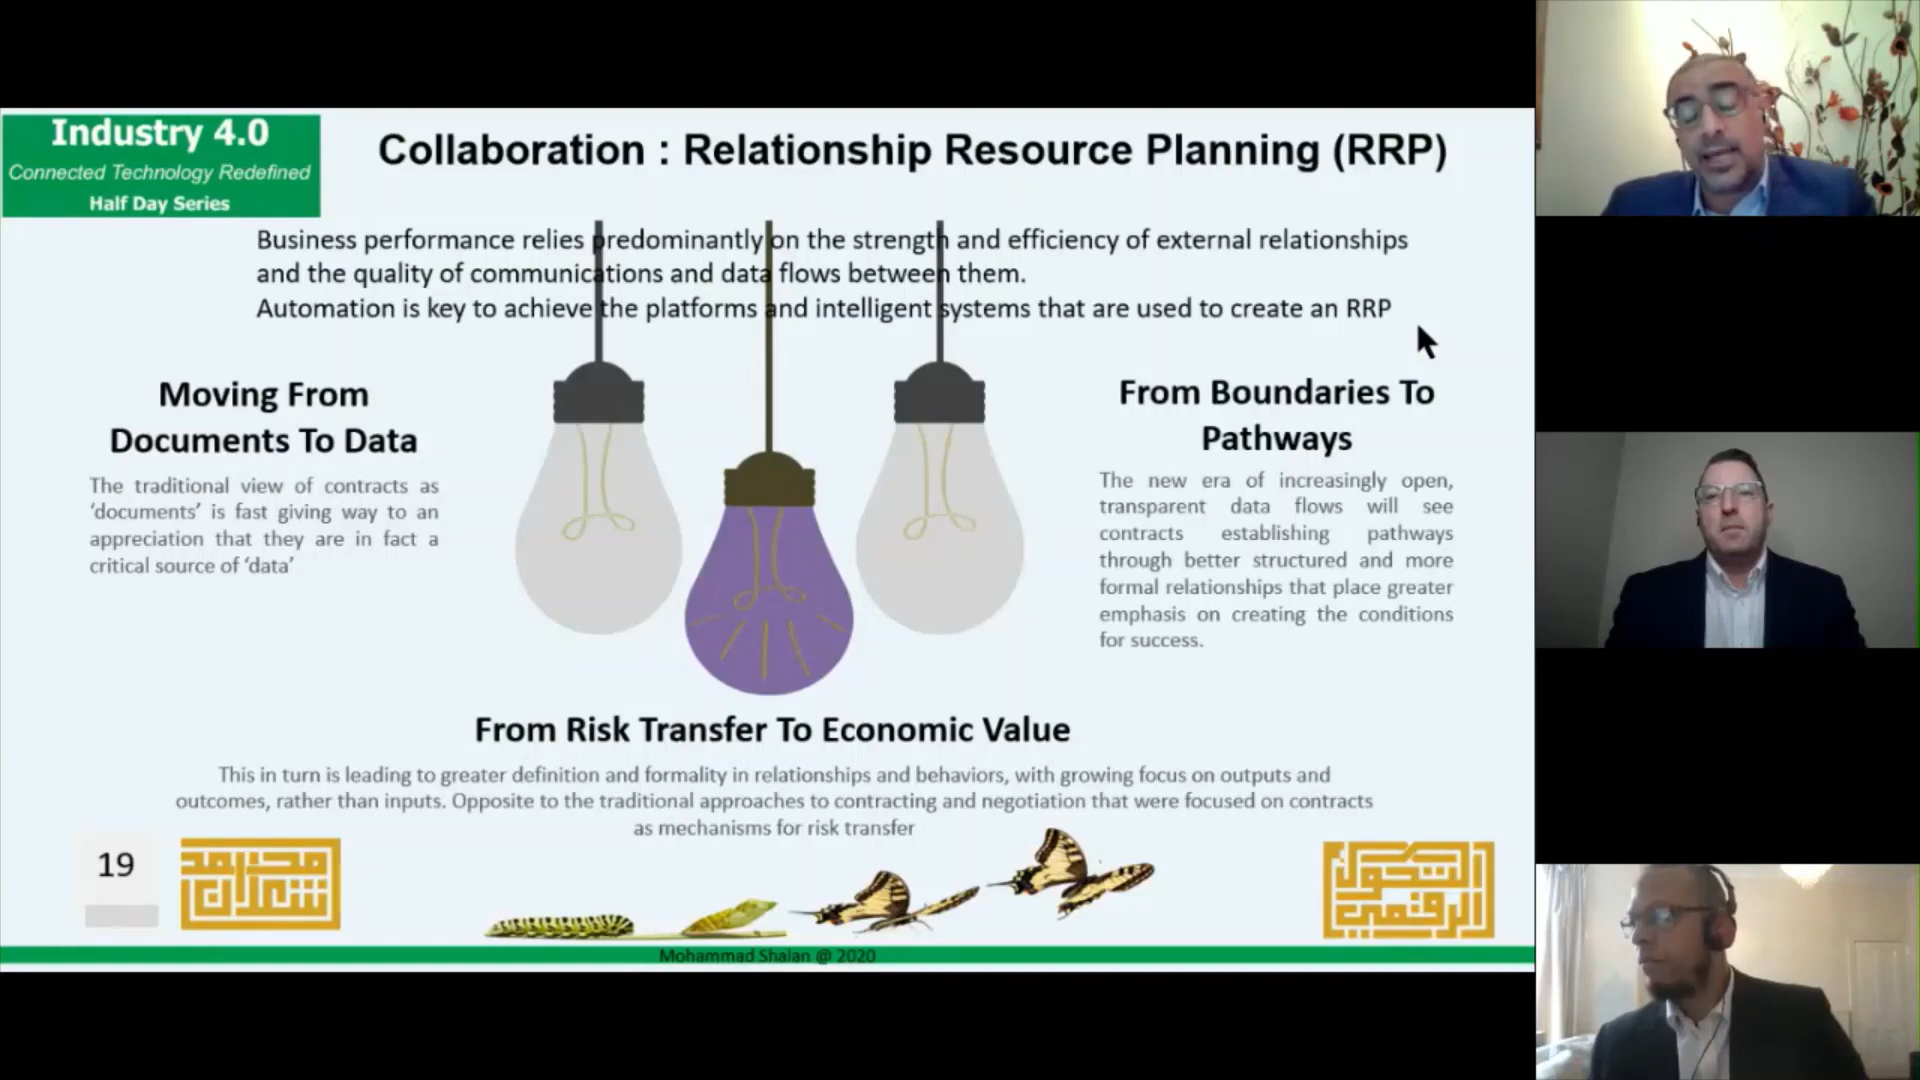 Industry 4.0
Connected Technology Redefined
Half Day Series
Collaboration : Relationship Resource Planning (RRP)
Business performance relies predominantly on the strength and efficiency of external relationships
and the quality of communications and data flows between them.
Automation is key to achieve the platforms and intelligent systems that are used to create an RRP
Moving From
Documents To Data
The traditional view of contracts as
‘documents’ is fast giving way to an
appreciation that they are in fact a
critical source of ‘data’
From Boundaries To
Pathways
The new era of increasingly open,
transparent data flows will see
contracts establishing pathways
through better structured and more
formal relationships that place greater
emphasis on creating the conditions
for success.
From Risk Transfer To Economic Value
This in turn is leading to greater definition and formality in relationships and behaviors, with growing focus on outputs and
outcomes, rather than inputs. Opposite to the traditional approaches to contracting and negotiation that were focused on contracts
as mechanisms for risk transfer
19
محمد
شعلان
التحول
الرقمي
Mohammad Shalan @ 2020